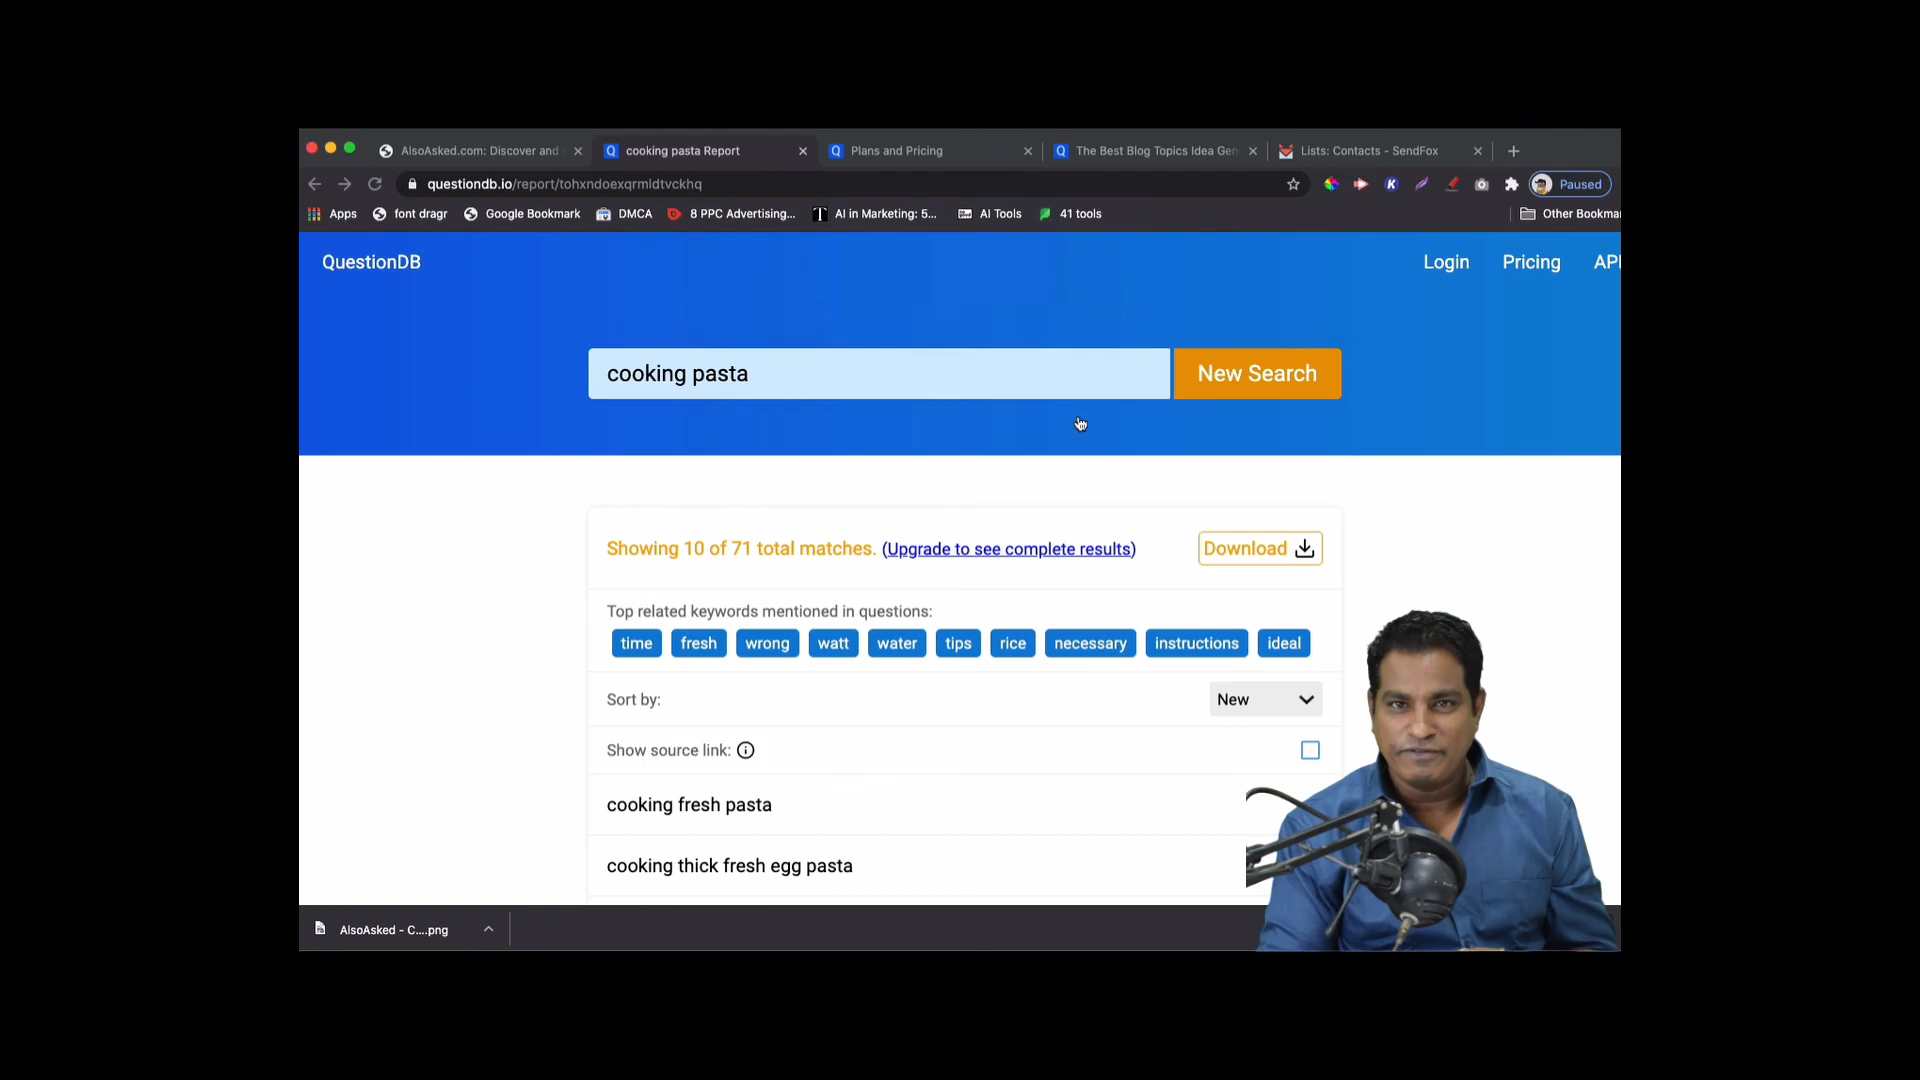 AlsoAsked.com: Discover and
cooking pasta Report
Plans and Pricing
The Best Blog Topics Idea Gen
Lists: Contacts - SendFox
questiondb.io/report/tohxndoexqrmldtvckhq
Paused
Apps
font dragr
Google Bookmark
DMCA
8 PPC Advertising...
AI in Marketing: 5...
AI Tools
41 tools
Other Bookmar
QuestionDB
Login
Pricing
API
cooking pasta
New Search
Showing 10 of 71 total matches. (Upgrade to see complete results)
Download
Top related keywords mentioned in questions:
time fresh wrong watt water tips rice necessary instructions ideal
Sort by:
New
Show source link:
cooking fresh pasta
cooking thick fresh egg pasta
AlsoAsked - C....png